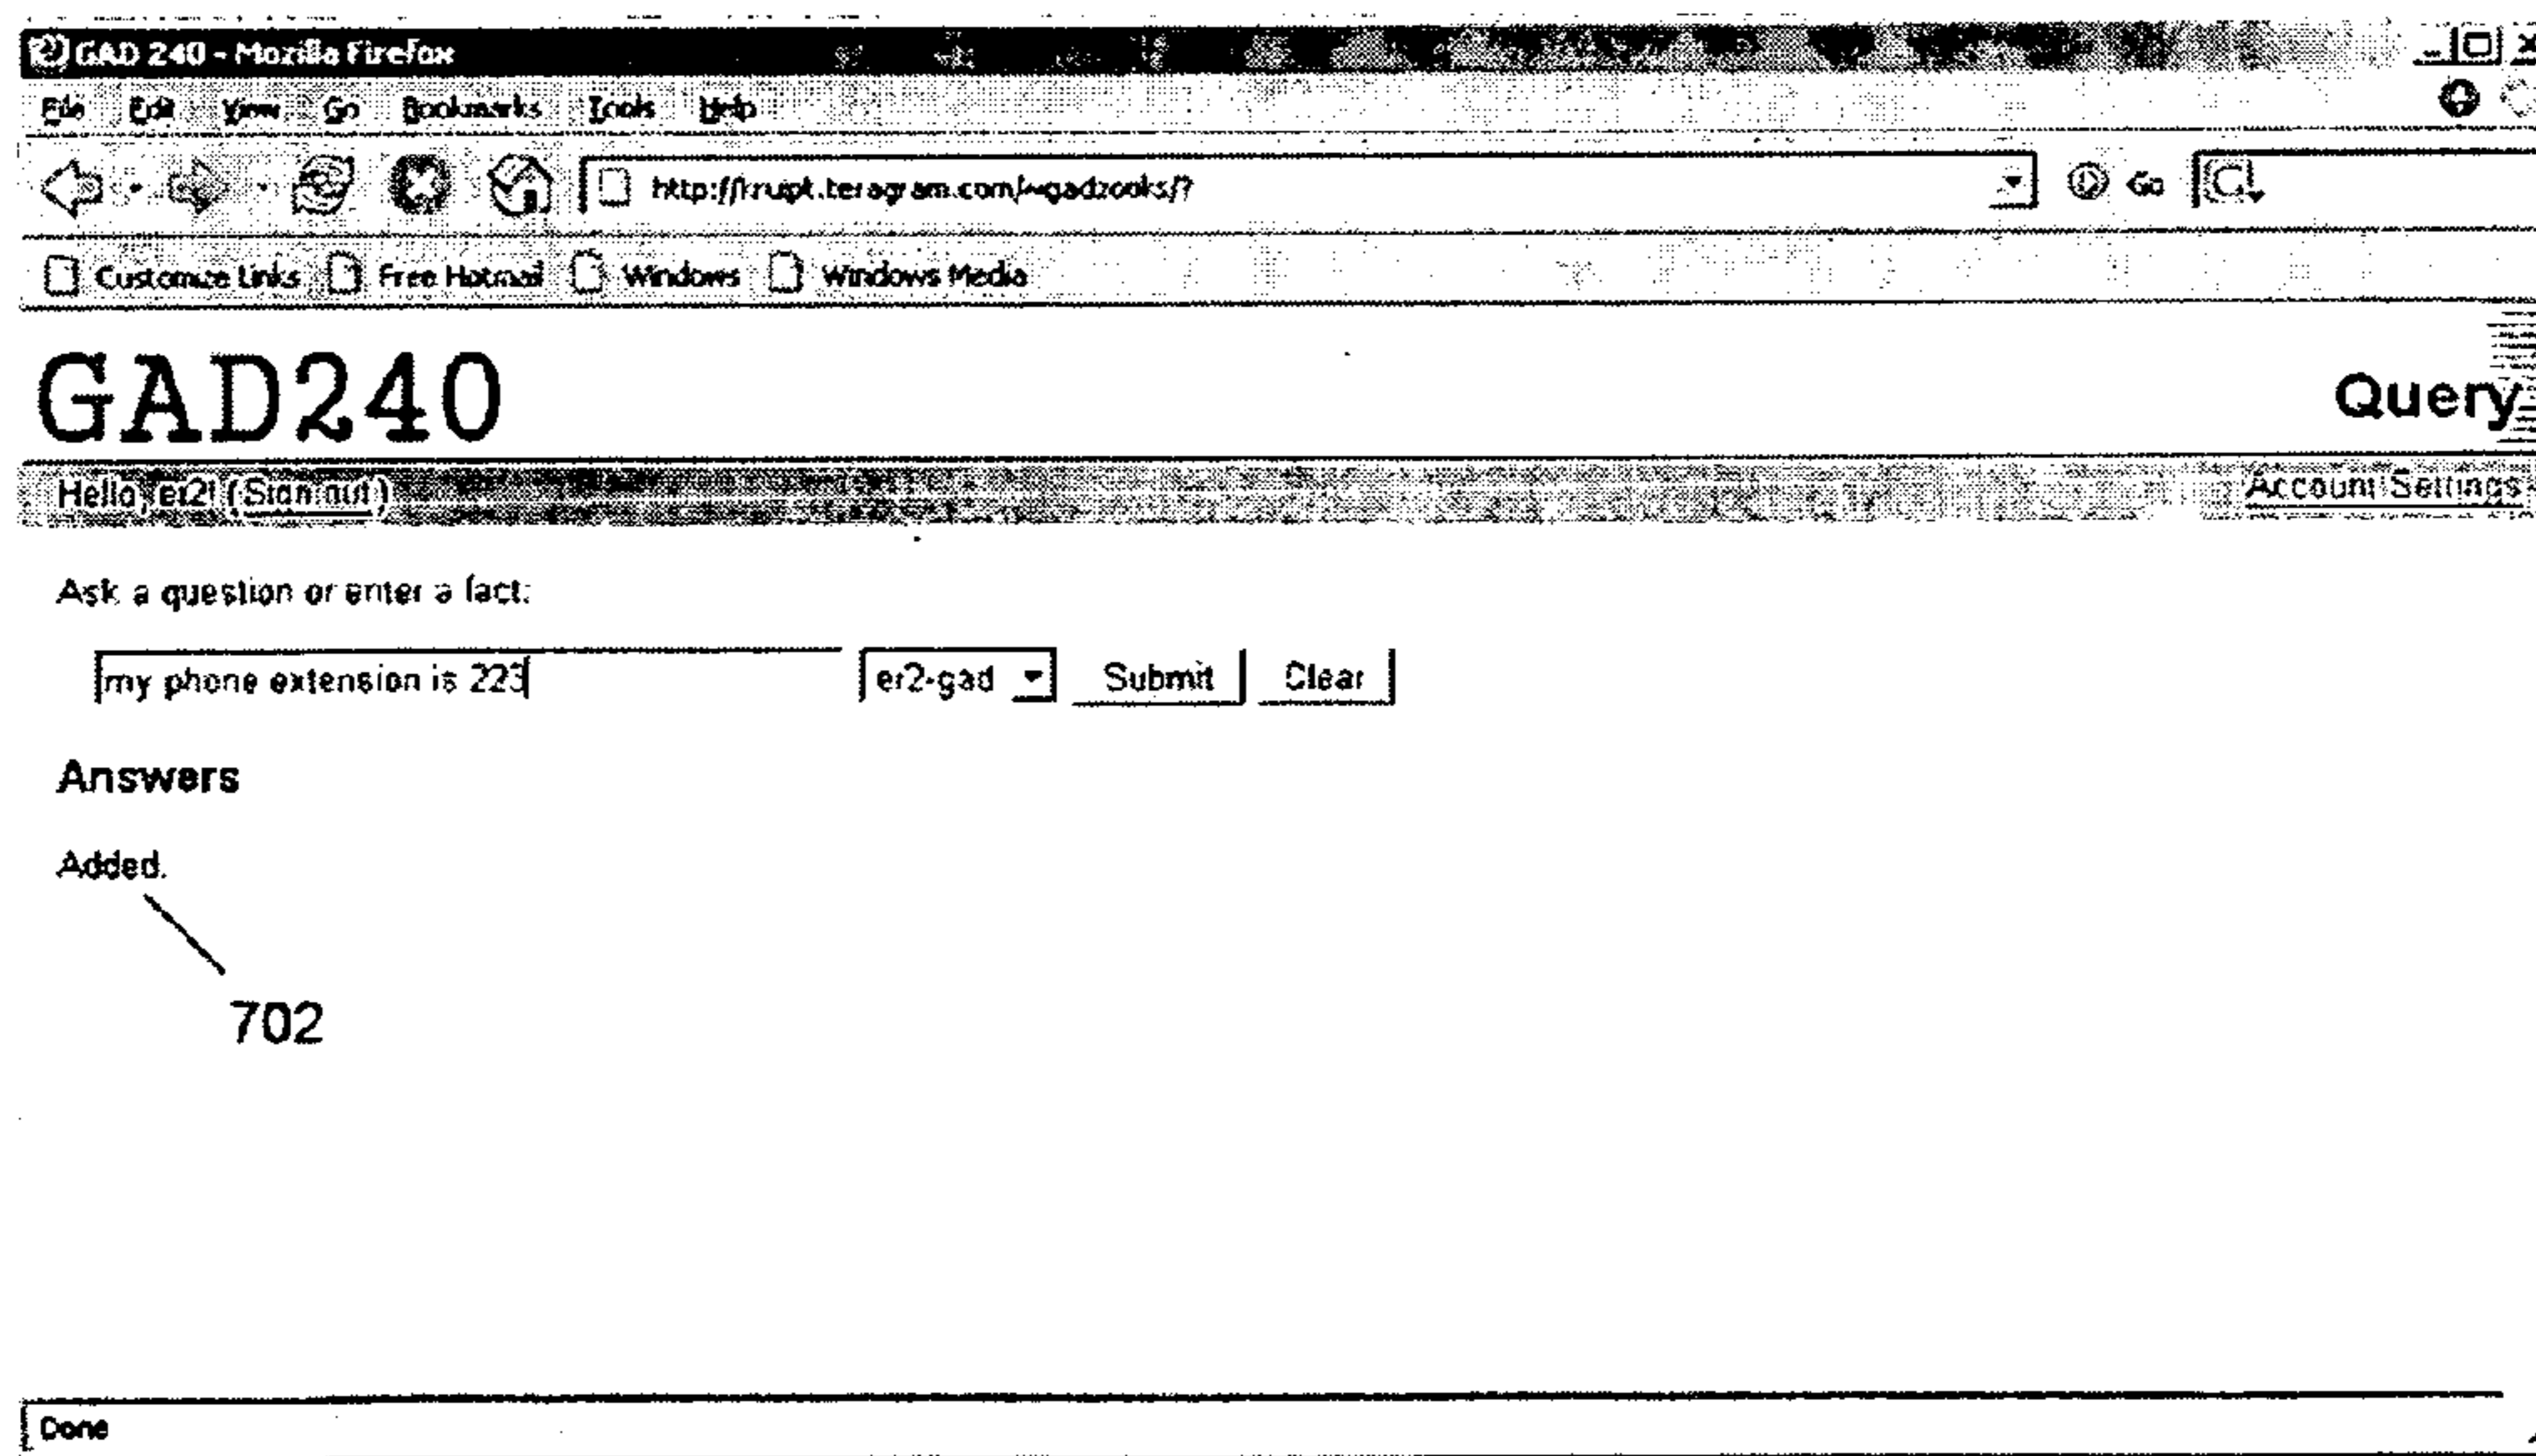 GAD 240 - Mozilla Firefox
File Edit View Go Bookmarks Tools Help
http://krupt.teragram.com/~gadzooks/? Go
Customize Links Free Hotmail Windows Windows Media
GAD240 Query
Hello, er2! (Sign out) Account Settings
Ask a question or enter a fact:
my phone extension is 223 er2-gad Submit Clear
Answers
Added.
702
Done